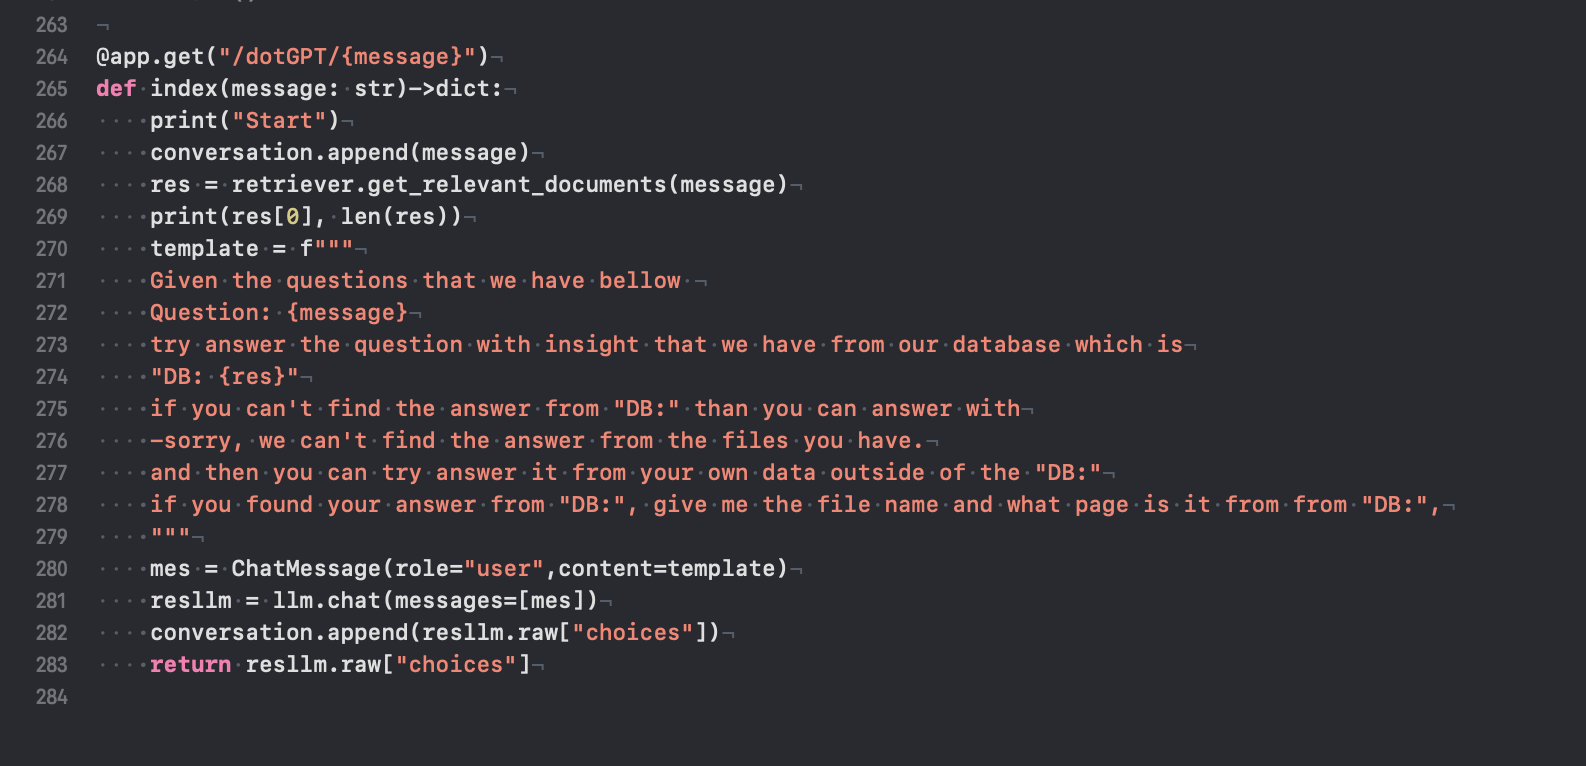 263
264 @app.get("/dotGPT/{message}")
265 def index(message: str)->dict:
266     print("Start")
267     conversation.append(message)
268     res = retriever.get_relevant_documents(message)
269     print(res[0], len(res))
270     template = f"""
271     Given the questions that we have bellow
272     Question: {message}
273     try answer the question with insight that we have from our database which is
274     "DB: {res}"
275     if you can't find the answer from "DB:" than you can answer with
276     -sorry, we can't find the answer from the files you have.
277     and then you can try answer it from your own data outside of the "DB:"
278     if you found your answer from "DB:", give me the file name and what page is it from from "DB:",
279     """
280     mes = ChatMessage(role="user",content=template)
281     resllm = llm.chat(messages=[mes])
282     conversation.append(resllm.raw["choices"])
283     return resllm.raw["choices"]
284